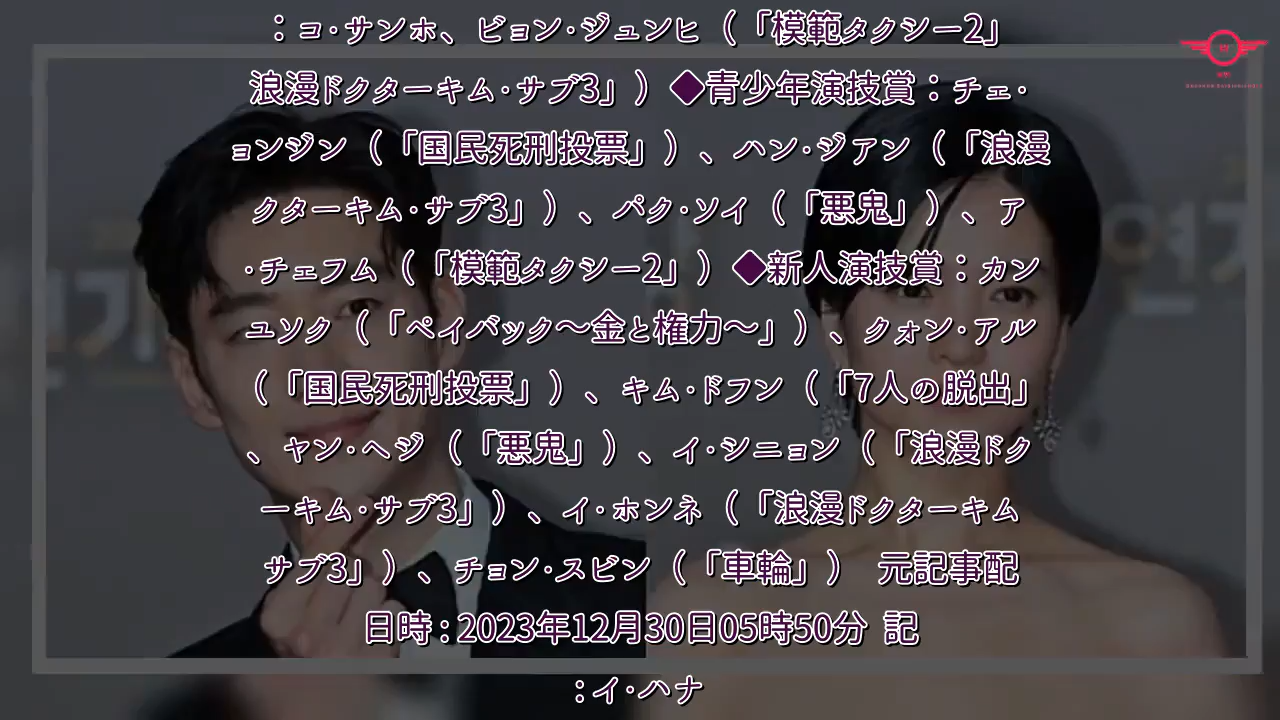 ：コ・サンホ、ビョン・ジュンヒ（「模範タクシー2」
浪漫ドクターキム・サブ3」）◆青少年演技賞：チェ・
ョンジン（「国民死刑投票」）、ハン・ジアン（「浪漫
クターキム・サブ3」）、パク・ソイ（「悪鬼」）、ア
・チェフム（「模範タクシー2」）◆新人演技賞：カン
ユソク（「ペイバック～金と権力～」）、クォン・アル
（「国民死刑投票」）、キム・ドフン（「7人の脱出」
、ヤン・ヘジ（「悪鬼」）、イ・シニョン（「浪漫ドク
ーキム・サブ3」）、イ・ホンネ（「浪漫ドクターキム
サブ3」）、チョン・スビン（「車輪」） 元記事配
日時 : 2023年12月30日05時50分 記
: イ・ハナ
연기